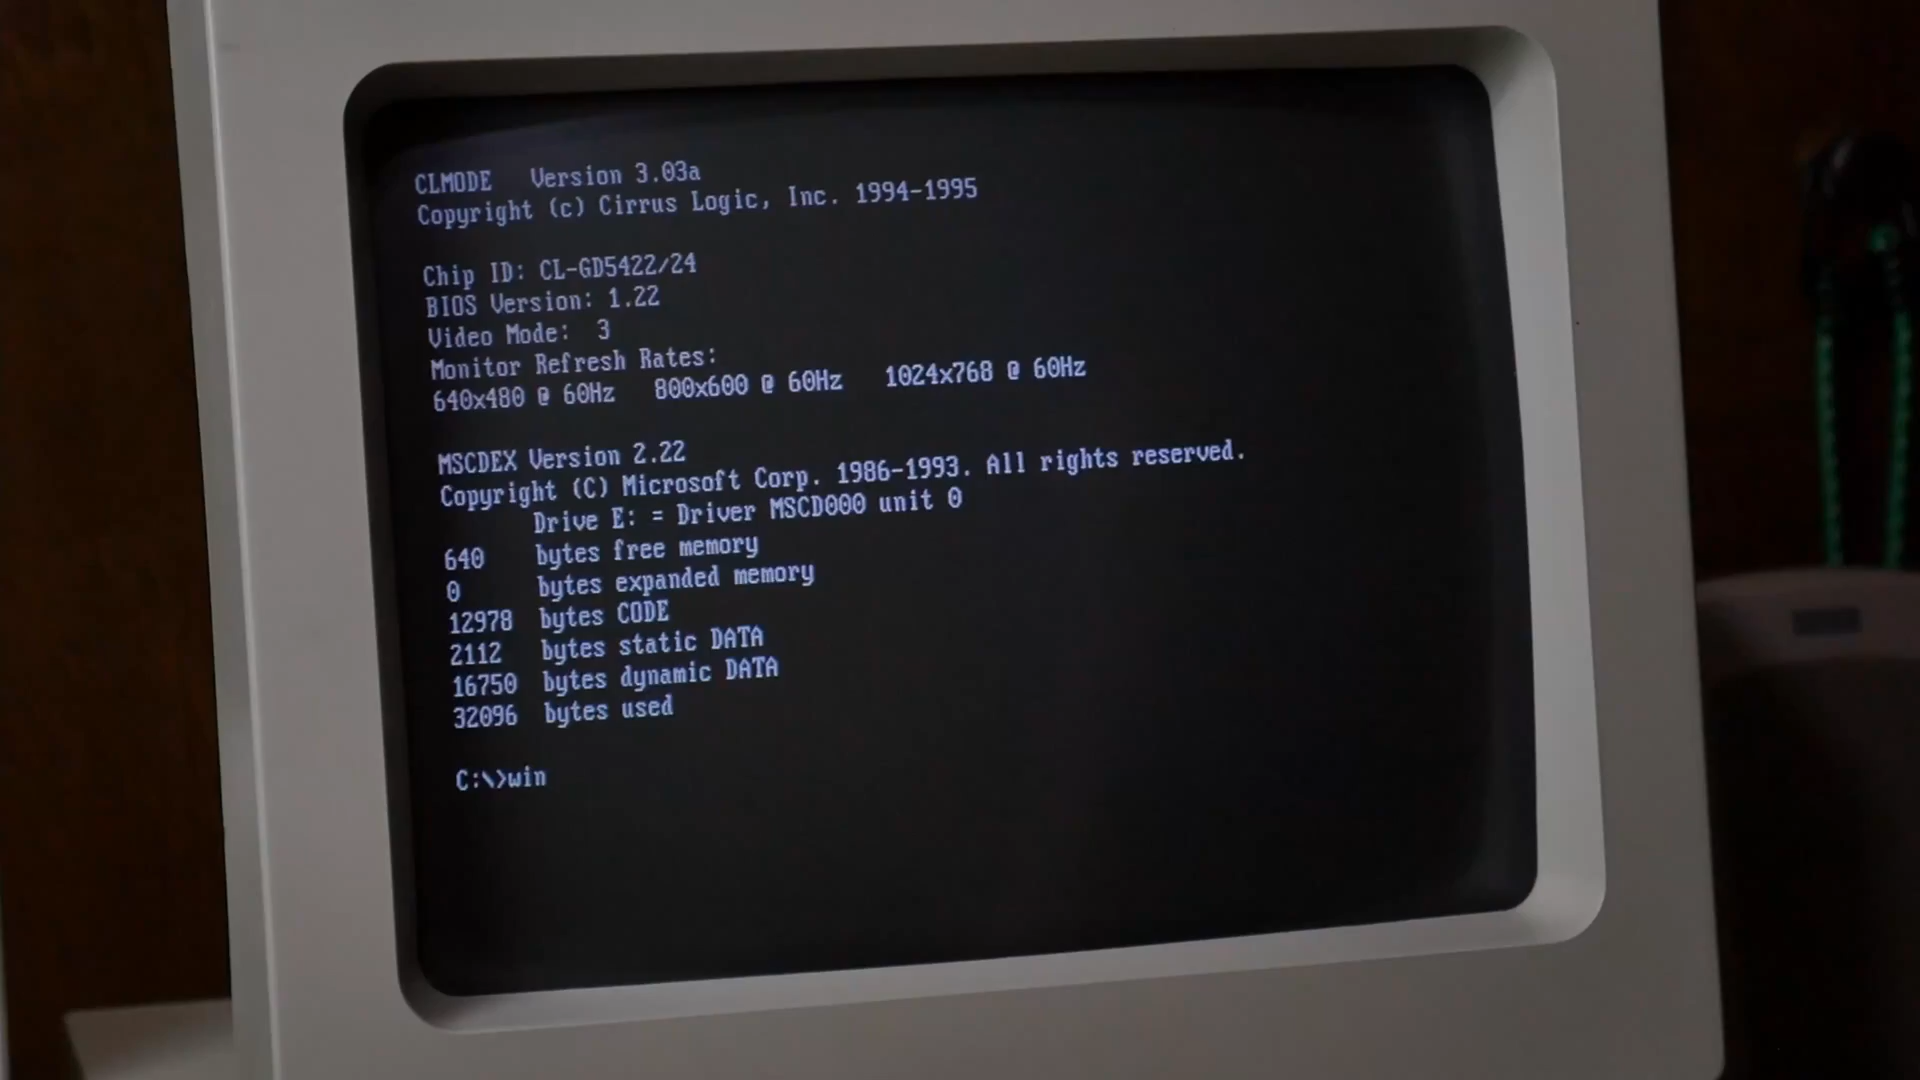 CLMODE   Version 3.03a
Copyright (c) Cirrus Logic, Inc. 1994-1995
Chip ID: CL-GD5422/24
BIOS Version: 1.22
Video Mode:  3
Monitor Refresh Rates:
640x480 @ 60Hz   800x600 @ 60Hz   1024x768 @ 60Hz
MSCDEX Version 2.22
Copyright (C) Microsoft Corp. 1986-1993. All rights reserved.
Drive E: = Driver MSCD000 unit 0
640    bytes free memory
0      bytes expanded memory
12978  bytes CODE
2112   bytes static DATA
16750  bytes dynamic DATA
32096  bytes used
C:\>win